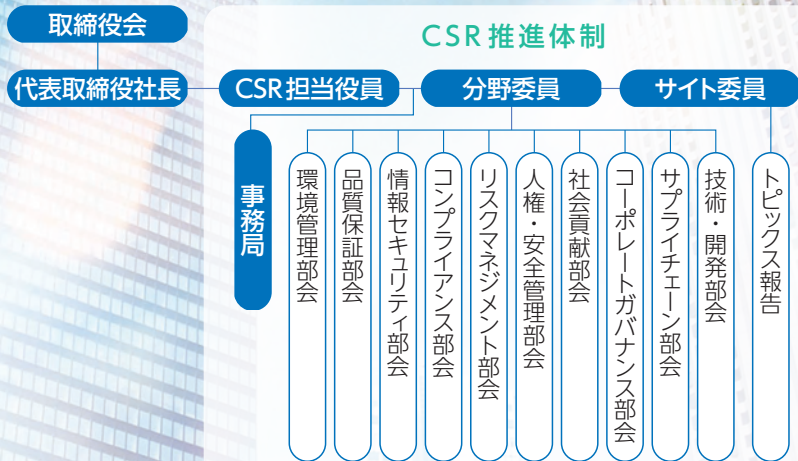 取締役会
CSR推進体制
代表取締役社長
CSR担当役員
分野委員
サイト委員
事務局
環境管理部会
品質保証部会
情報セキュリティ部会
コンプライアンス部会
リスクマネジメント部会
人権・安全管理部会
社会貢献部会
コーポレートガバナンス部会
サプライチェーン部会
技術・開発部会
トピックス報告